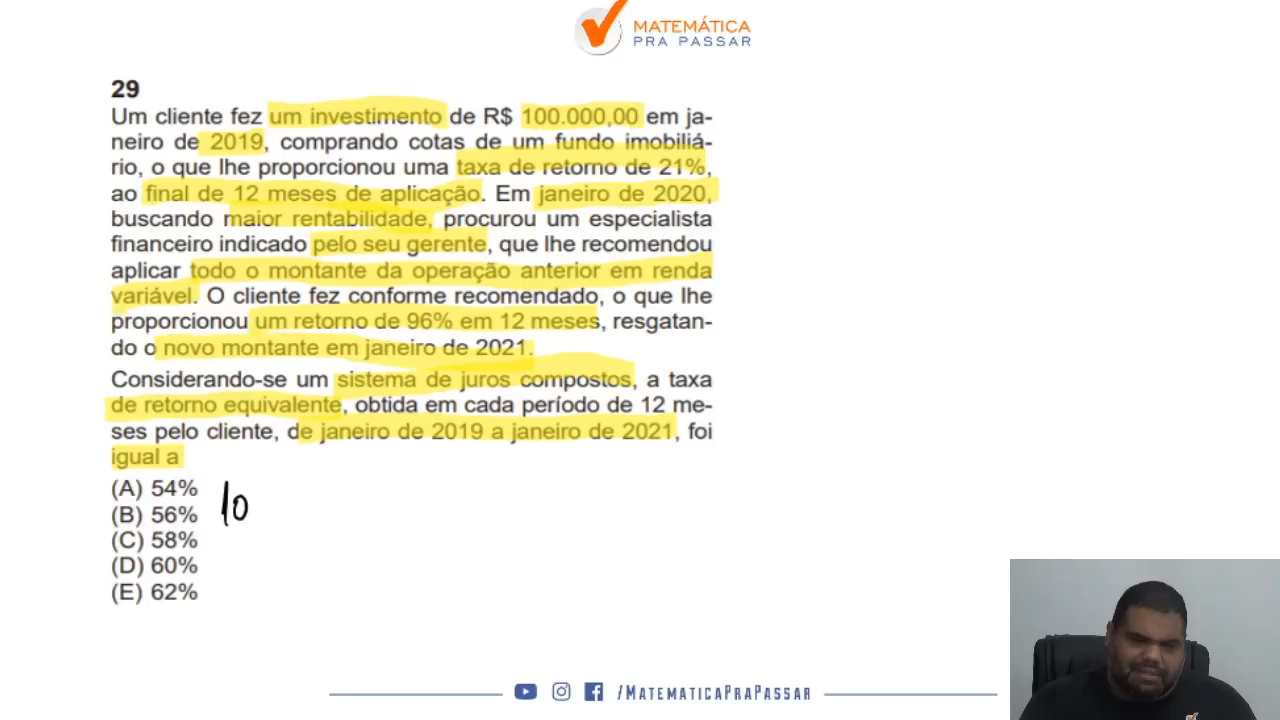 MATEMÁTICA
PRA PASSAR
29
Um cliente fez um investimento de R$ 100.000,00 em ja-
neiro de 2019, comprando cotas de um fundo imobiliá-
rio, o que lhe proporcionou uma taxa de retorno de 21%,
ao final de 12 meses de aplicação. Em janeiro de 2020,
buscando maior rentabilidade, procurou um especialista
financeiro indicado pelo seu gerente, que lhe recomendou
aplicar todo o montante da operação anterior em renda
variável. O cliente fez conforme recomendado, o que lhe
proporcionou um retorno de 96% em 12 meses, resgatan-
do o novo montante em janeiro de 2021.
Considerando-se um sistema de juros compostos, a taxa
de retorno equivalente, obtida em cada período de 12 me-
ses pelo cliente, de janeiro de 2019 a janeiro de 2021, foi
igual a
(A) 54%
(B) 56% 10
(C) 58%
(D) 60%
(E) 62%
/MATEMATICAPRAPASSAR